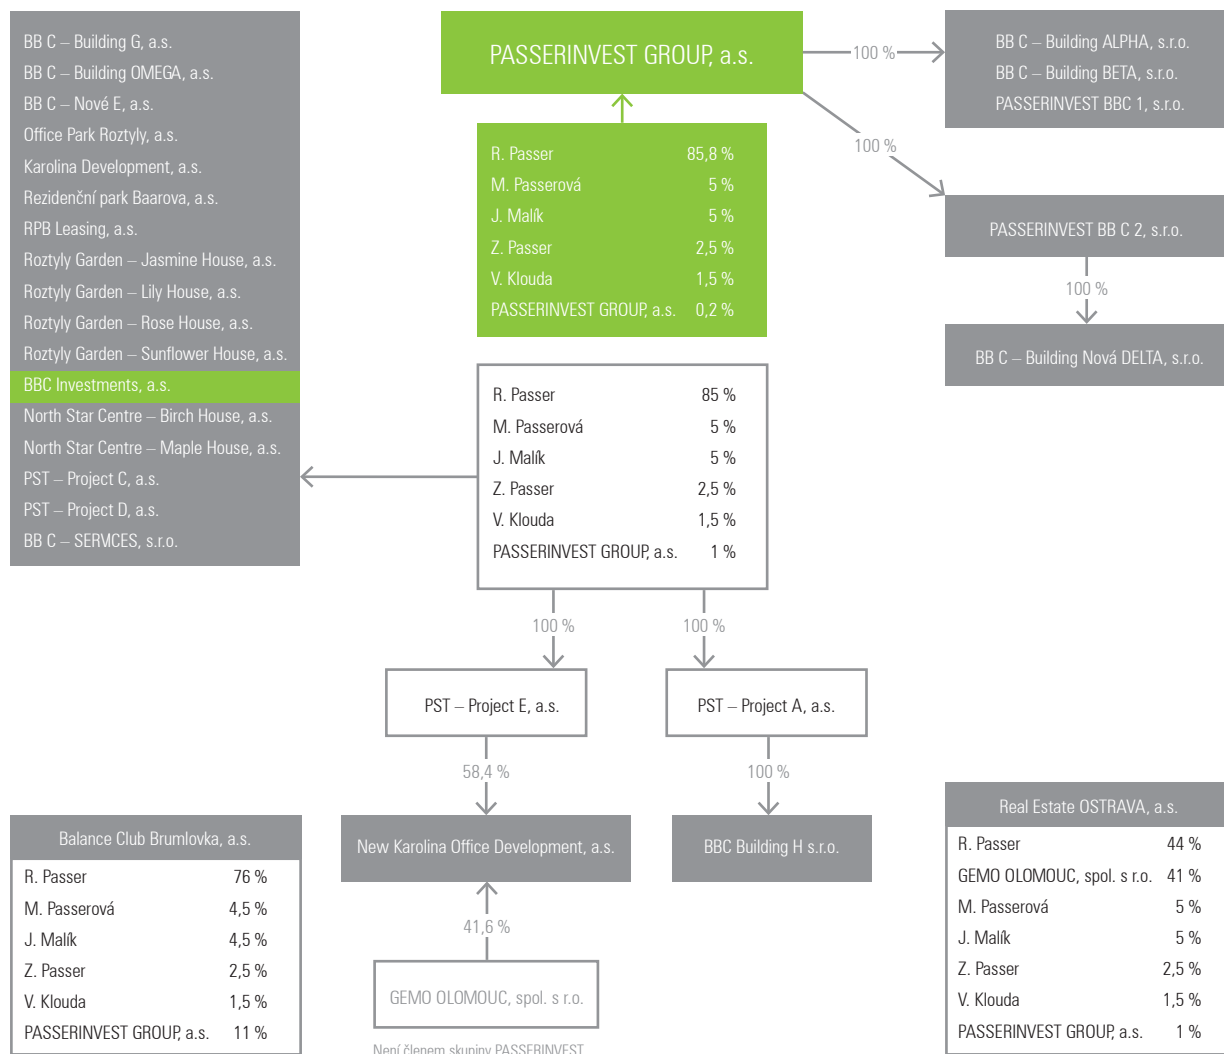 BB C – Building G, a.s.
BB C – Building OMEGA, a.s.
BB C – Nové E, a.s.
Office Park Roztyly, a.s.
Karolina Development, a.s.
Rezidenční park Baarova, a.s.
RPB Leasing, a.s.
Roztyly Garden – Jasmine House, a.s.
Roztyly Garden – Lily House, a.s.
Roztyly Garden – Rose House, a.s.
Roztyly Garden – Sunflower House, a.s.
BBC Investments, a.s.
North Star Centre – Birch House, a.s.
North Star Centre – Maple House, a.s.
PST – Project C, a.s.
PST – Project D, a.s.
BB C – SERVICES, s.r.o.
PASSERINVEST GROUP, a.s.
R. Passer 85,8 %
M. Passerová 5 %
J. Malík 5 %
Z. Passer 2,5 %
V. Klouda 1,5 %
PASSERINVEST GROUP, a.s. 0,2 %
100 %
BB C – Building ALPHA, s.r.o.
BB C – Building BETA, s.r.o.
PASSERINVEST BBC 1, s.r.o.
100 %
PASSERINVEST BB C 2, s.r.o.
100 %
BB C – Building Nová DELTA, s.r.o.
R. Passer 85 %
M. Passerová 5 %
J. Malík 5 %
Z. Passer 2,5 %
V. Klouda 1,5 %
PASSERINVEST GROUP, a.s. 1 %
100 %
100 %
PST – Project E, a.s.
PST – Project A, a.s.
58,4 %
100 %
New Karolina Office Development, a.s.
BBC Building H s.r.o.
41,6 %
GEMO OLOMOUC, spol. s r.o.
Není členem skupiny PASSERINVEST
Balance Club Brumlovka, a.s.
R. Passer 76 %
M. Passerová 4,5 %
J. Malík 4,5 %
Z. Passer 2,5 %
V. Klouda 1,5 %
PASSERINVEST GROUP, a.s. 11 %
Real Estate OSTRAVA, a.s.
R. Passer 44 %
GEMO OLOMOUC, spol. s r.o. 41 %
M. Passerová 5 %
J. Malík 5 %
Z. Passer 2,5 %
V. Klouda 1,5 %
PASSERINVEST GROUP, a.s. 1 %